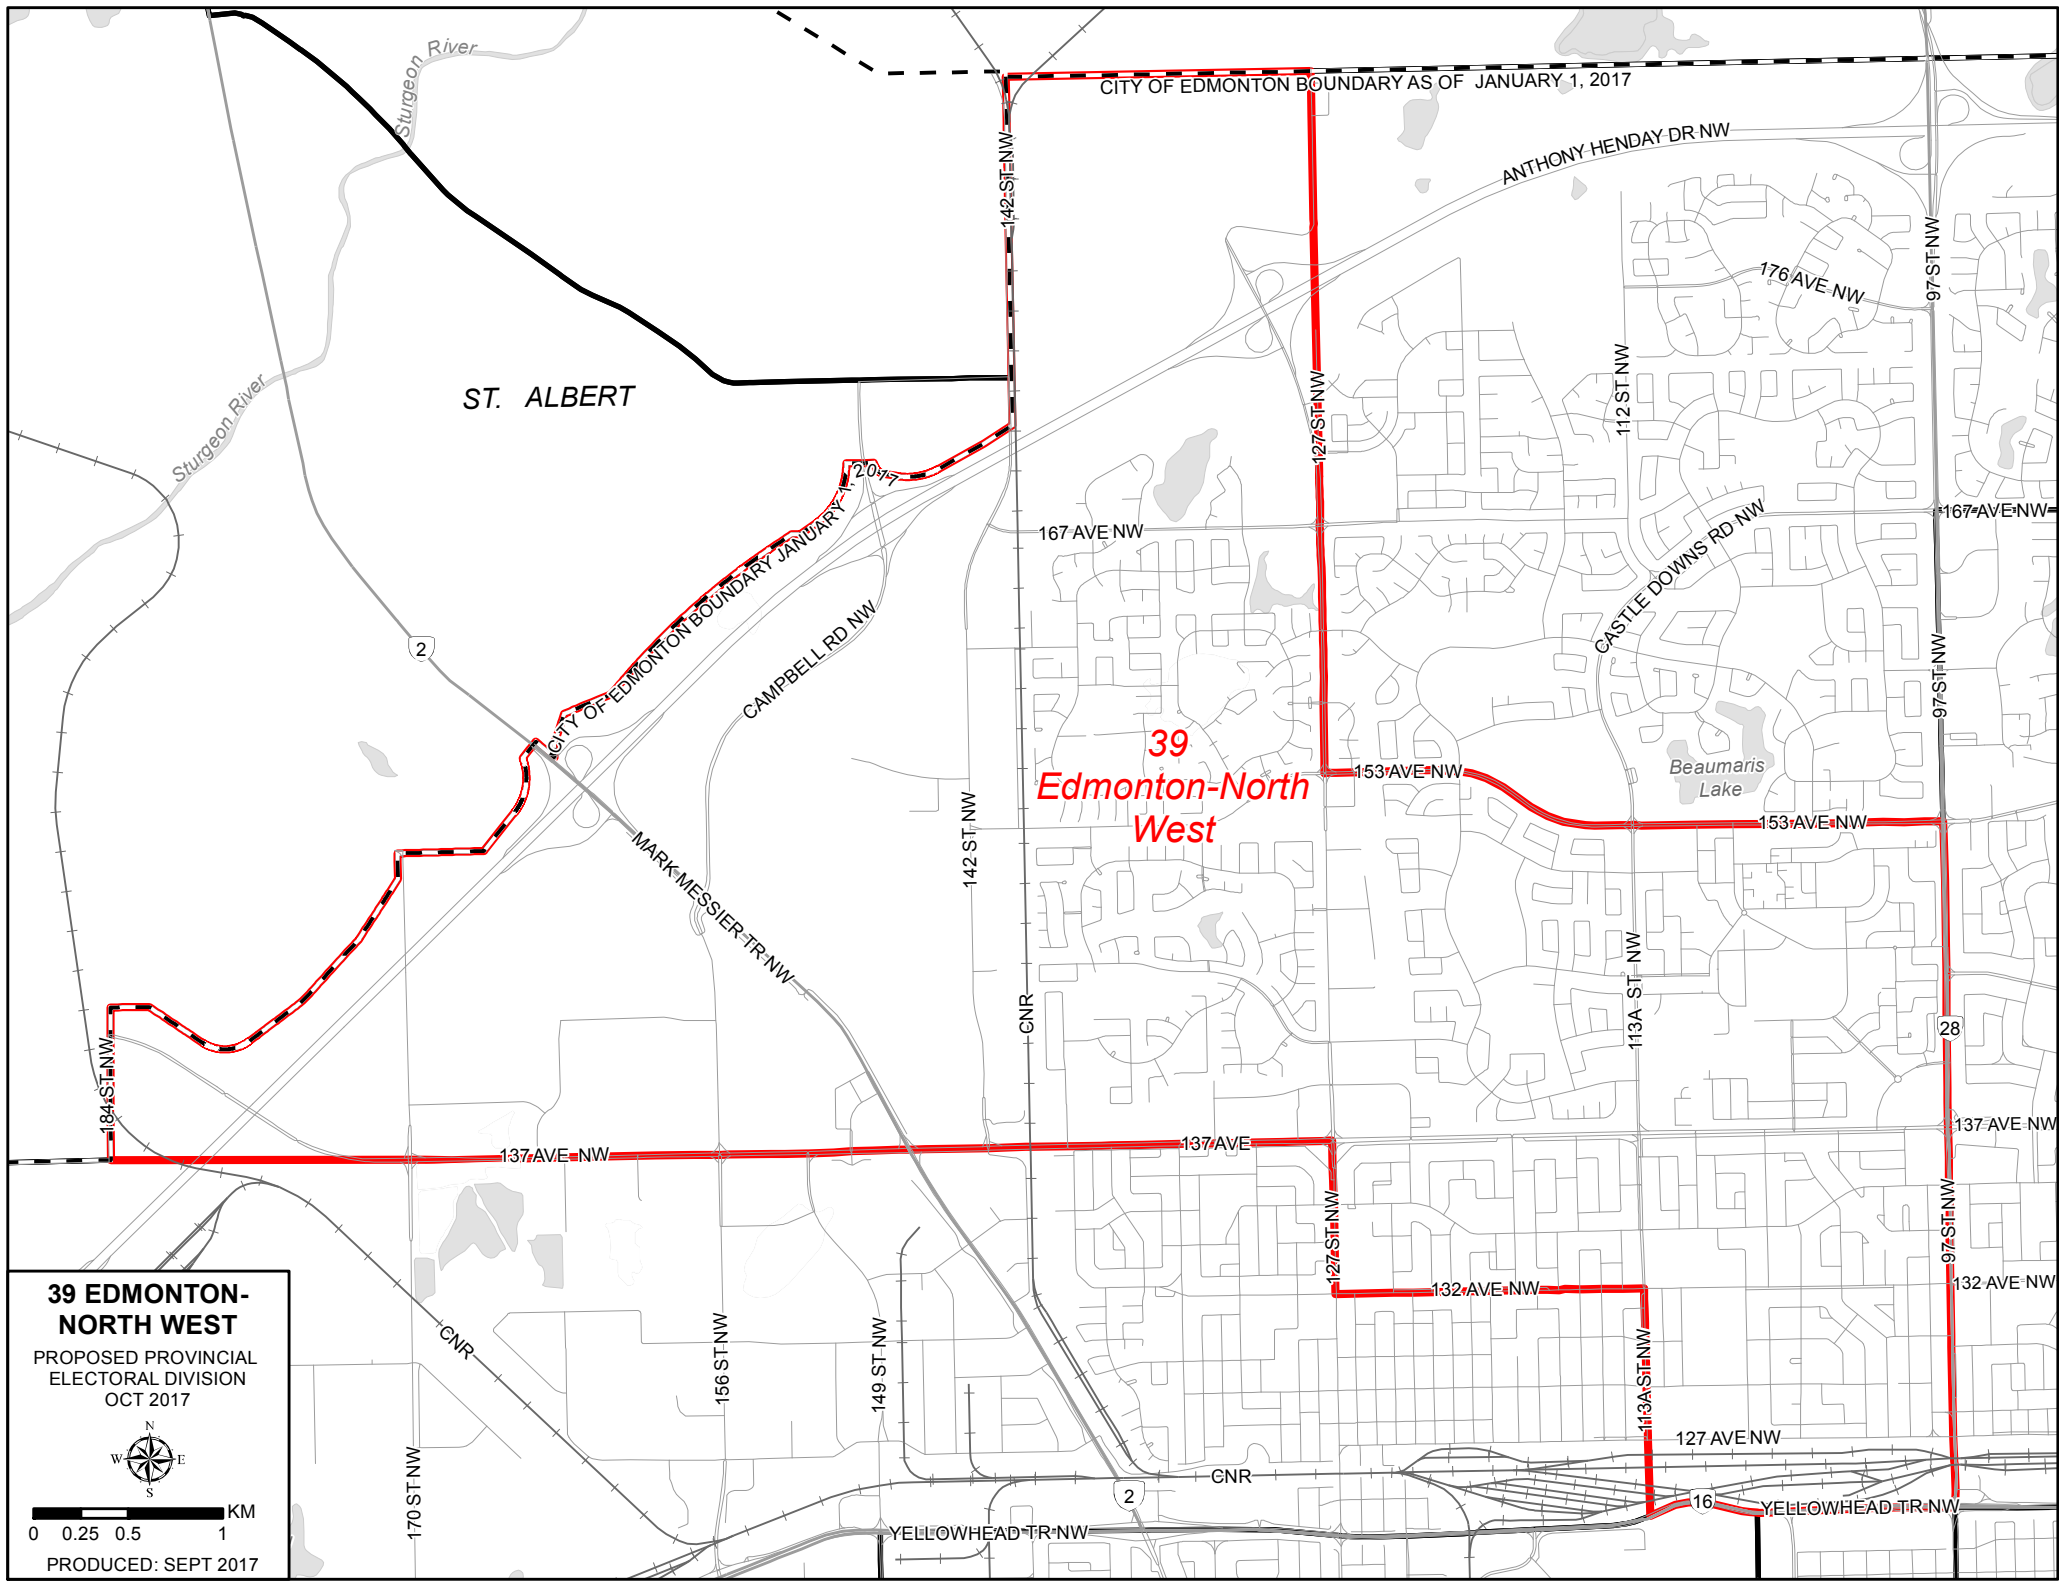 Sturgeon River
CITY OF EDMONTON BOUNDARY AS OF JANUARY 1, 2017
ANTHONY HENDAY DR NW
142 ST NW
97 ST NW
176 AVE NW
ST. ALBERT
112 ST NW
127 ST NW
Sturgeon River
CITY OF EDMONTON BOUNDARY JANUARY 1, 2017
167 AVE NW
167 AVE NW
CASTLE DOWNS RD NW
2
CAMPBELL RD NW
97 ST NW
39
Edmonton-North
West
153 AVE NW
Beaumaris
Lake
153 AVE NW
142 ST NW
MARK MESSIER TR NW
113A ST NW
CNR
28
184 ST NW
137 AVE NW
137 AVE
137 AVE NW
127 ST NW
97 ST NW
132 AVE NW
132 AVE NW
39 EDMONTON-
NORTH WEST
PROPOSED PROVINCIAL
ELECTORAL DIVISION
OCT 2017
N
W E
S
KM
0 0.25 0.5 1
PRODUCED: SEPT 2017
CNR
156 ST NW
149 ST NW
113A ST NW
170 ST NW
127 AVE NW
CNR
2
16
YELLOWHEAD TR NW
YELLOWHEAD TR NW